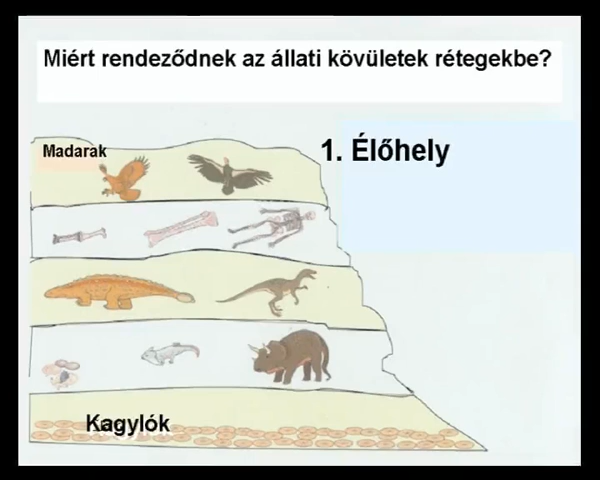 Miért rendeződnek az állati kövületek rétegekbe?
1. Élőhely
Madarak
Kagylók